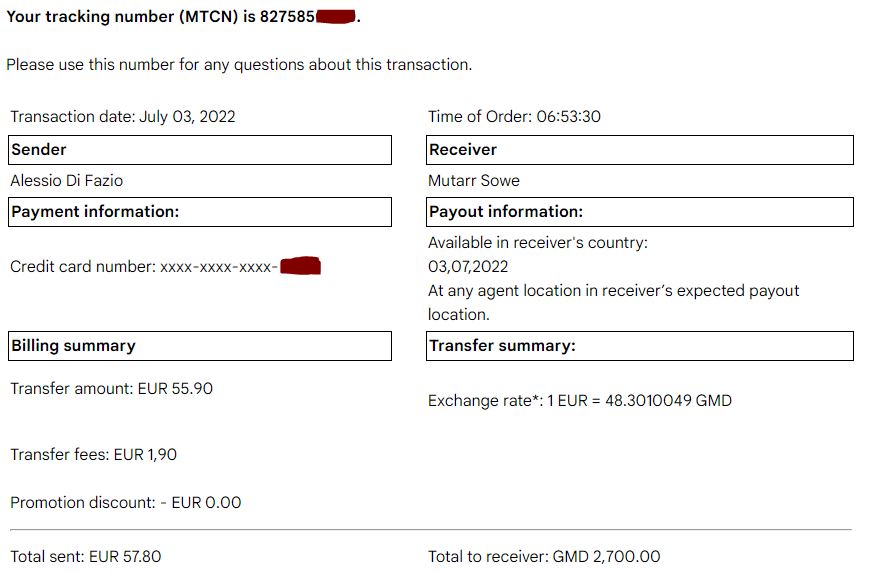 Your tracking number (MTCN) is 827585 .
Please use this number for any questions about this transaction.
Transaction date: July 03, 2022
Time of Order: 06:53:30
Sender
Receiver
Alessio Di Fazio
Mutarr Sowe
Payment information:
Payout information:
Credit card number: xxxx-xxxx-xxxx-
Available in receiver's country:
03,07,2022
At any agent location in receiver’s expected payout
location.
Billing summary
Transfer summary:
Transfer amount: EUR 55.90
Exchange rate*: 1 EUR = 48.3010049 GMD
Transfer fees: EUR 1,90
Promotion discount: - EUR 0.00
Total sent: EUR 57.80
Total to receiver: GMD 2,700.00